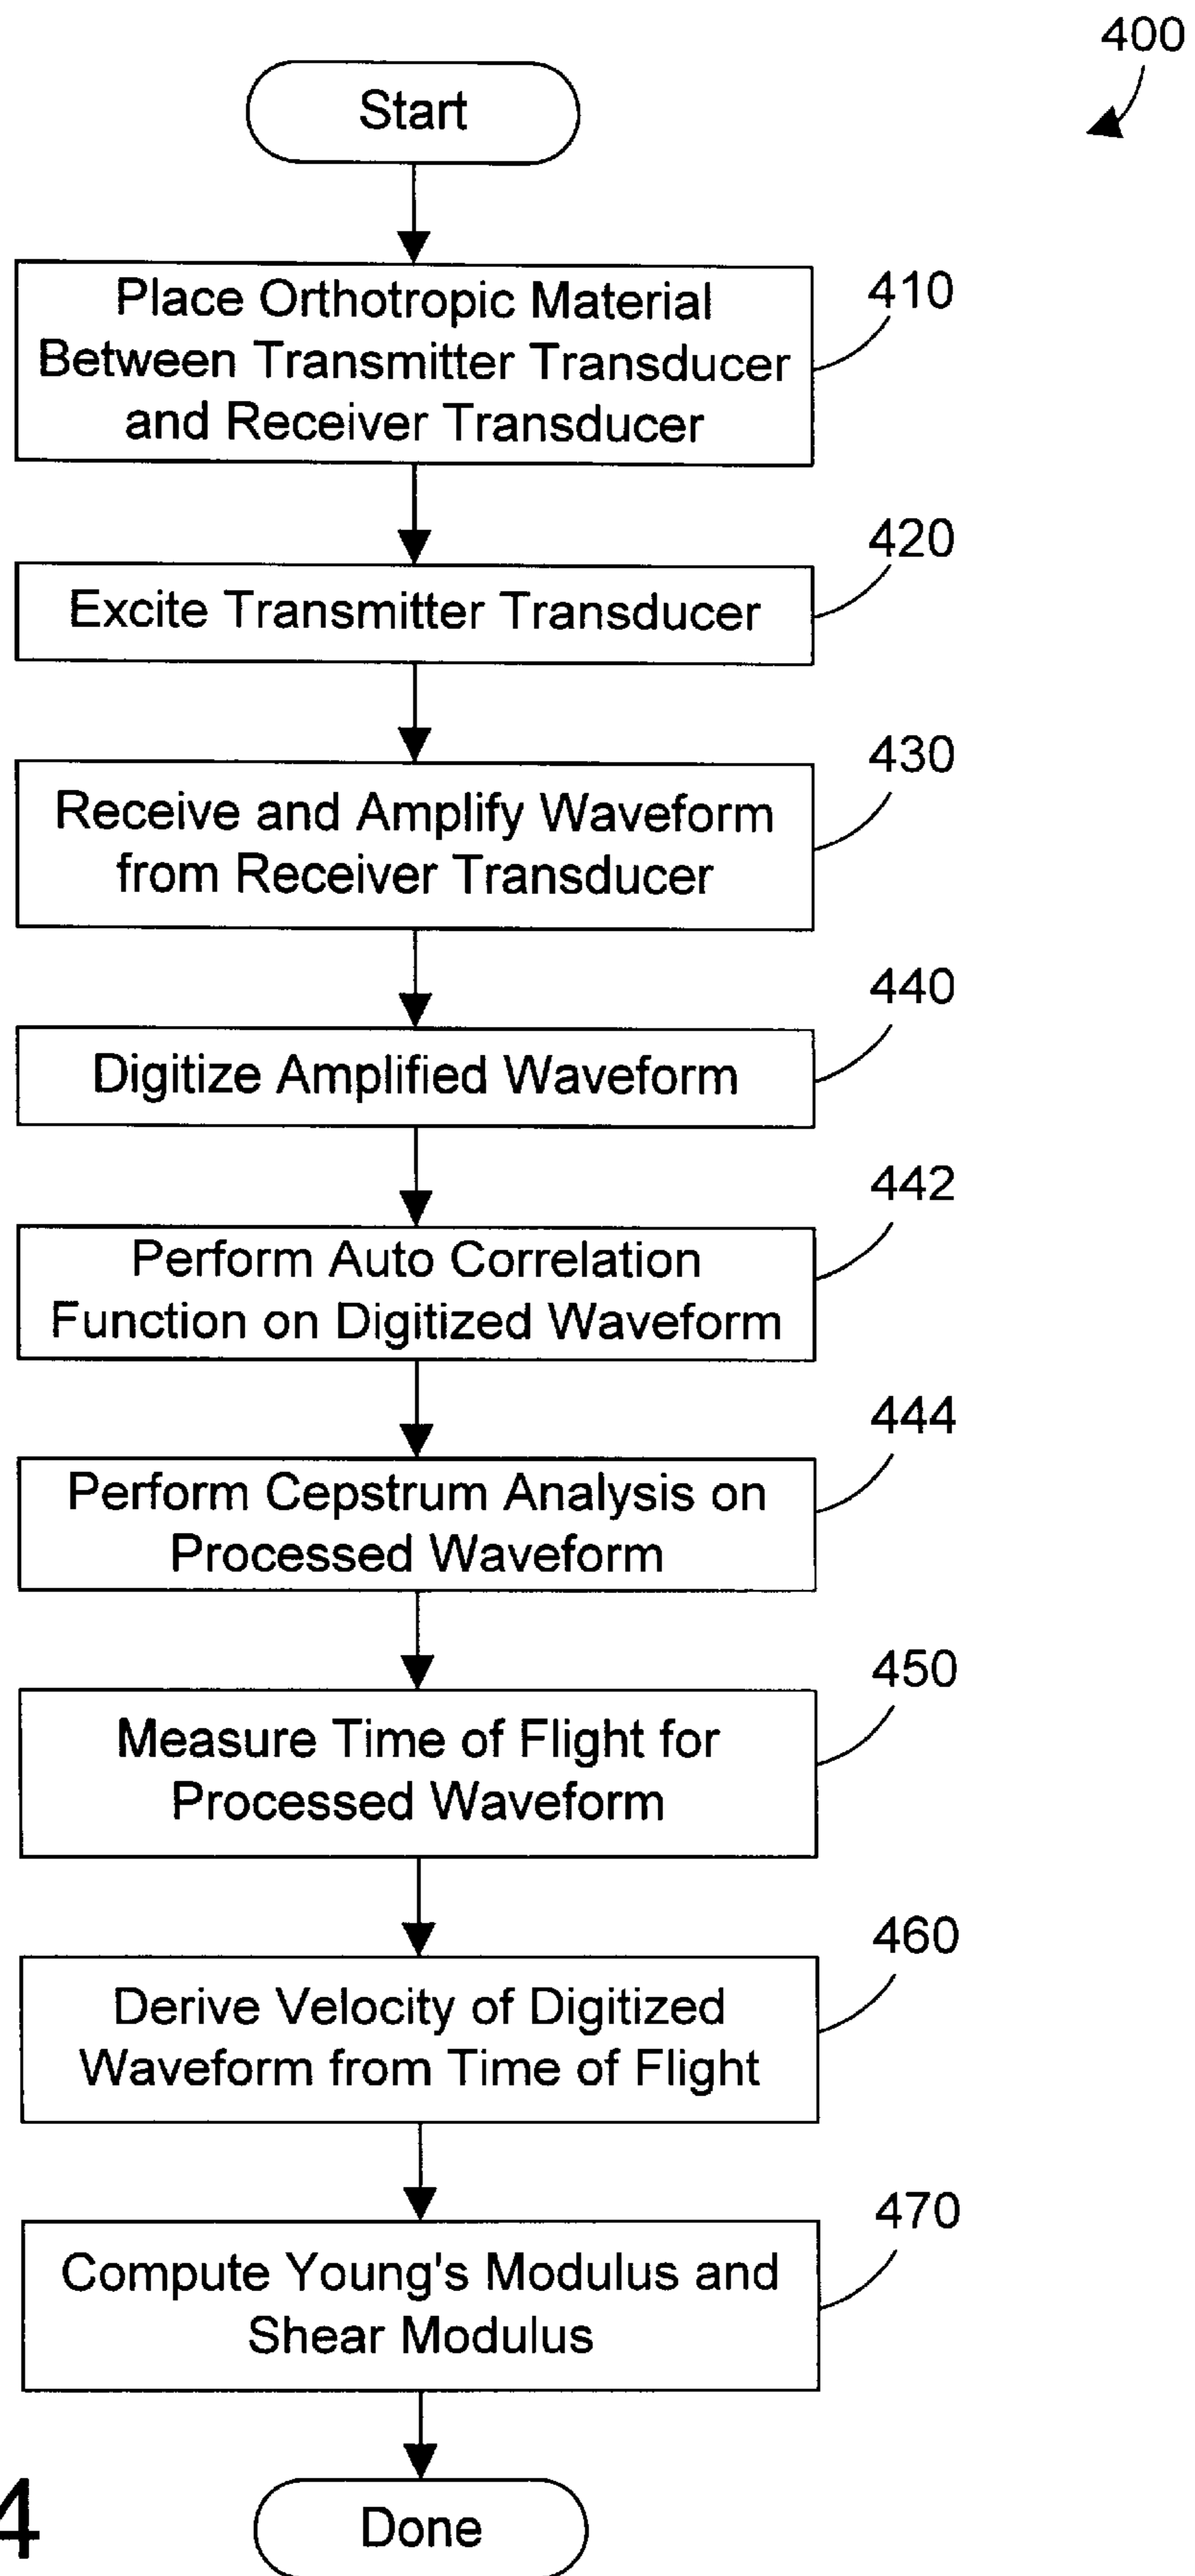 400
Start
Place Orthotropic Material
Between Transmitter Transducer
and Receiver Transducer
410
Excite Transmitter Transducer
420
Receive and Amplify Waveform
from Receiver Transducer
430
Digitize Amplified Waveform
440
Perform Auto Correlation
Function on Digitized Waveform
442
Perform Cepstrum Analysis on
Processed Waveform
444
Measure Time of Flight for
Processed Waveform
450
Derive Velocity of Digitized
Waveform from Time of Flight
460
Compute Young's Modulus and
Shear Modulus
470
4
Done